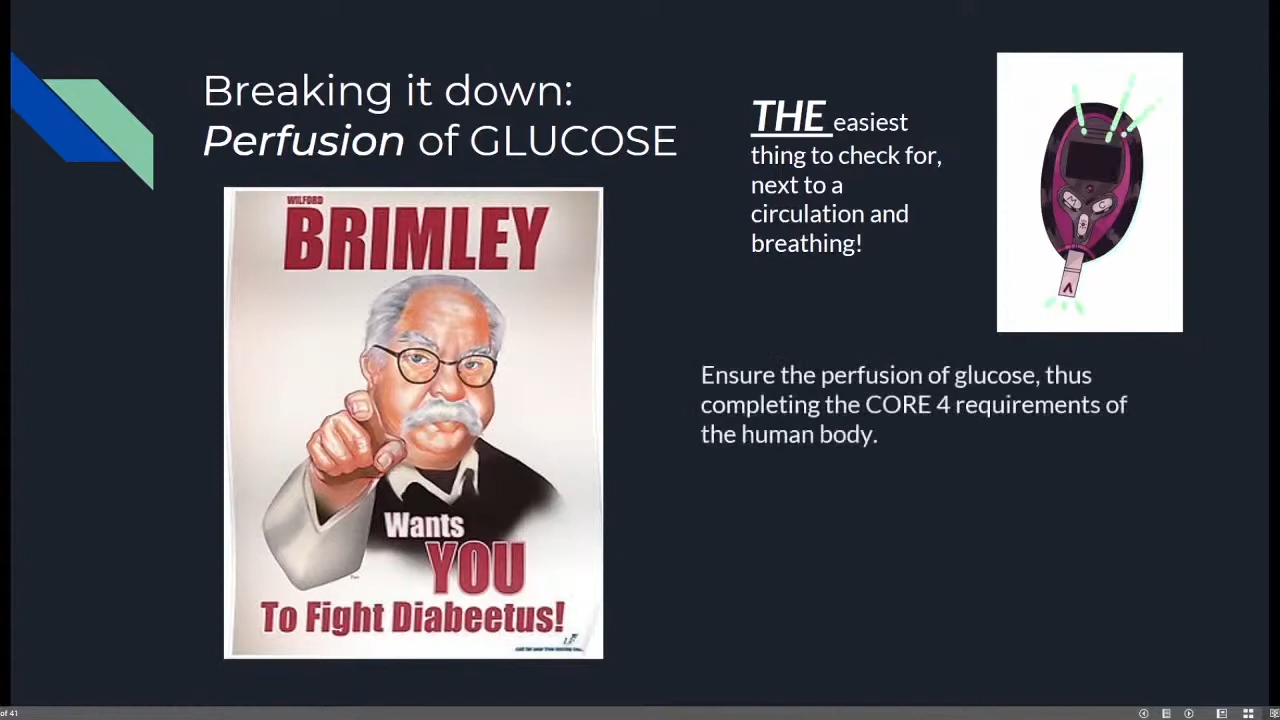 Breaking it down:
Perfusion of GLUCOSE
THE easiest
thing to check for,
next to a
circulation and
breathing!
WILFORD
BRIMLEY
Wants
YOU
To Fight Diabeetus!
M
C
Ensure the perfusion of glucose, thus
completing the CORE 4 requirements of
the human body.
of 41